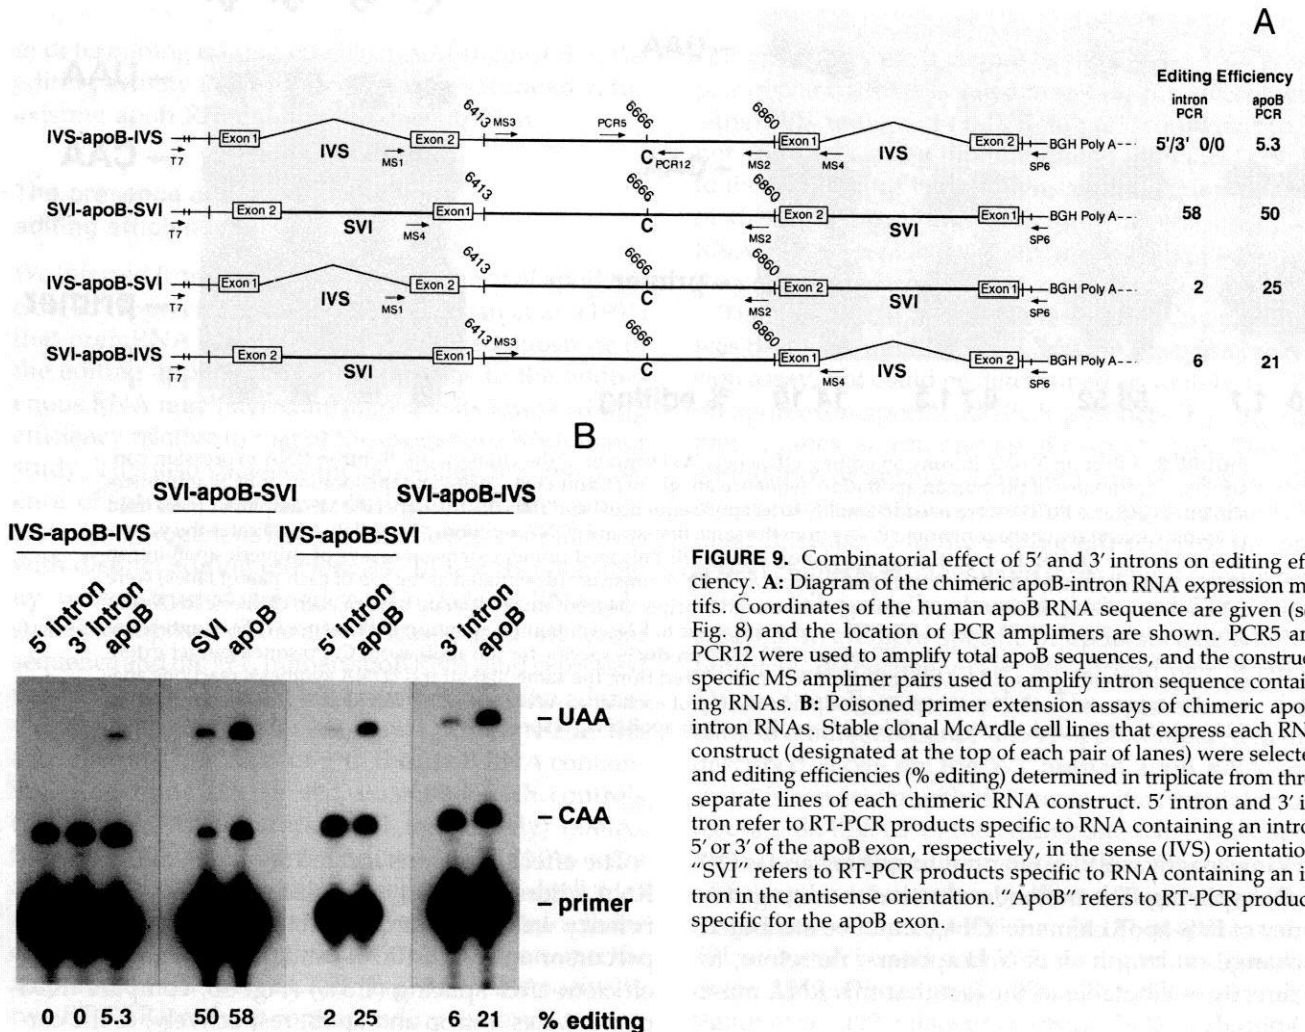 A
Editing Efficiency
intron PCR apoB PCR
IVS-apoB-IVS T7 Exon 1 IVS Exon 2 MS1 6413 MS3 PCR5 6666 C PCR12 6860 MS2 Exon 1 MS4 IVS Exon 2 SP6 BGH Poly A 5'/3' 0/0 5.3
SVI-apoB-SVI T7 Exon 2 SVI Exon1 MS4 6413 6666 C 6860 MS2 Exon 2 SVI Exon1 SP6 BGH Poly A 58 50
IVS-apoB-SVI T7 Exon 1 IVS Exon 2 MS1 6413 6666 C 6860 MS2 Exon 2 SVI Exon 1 SP6 BGH Poly A 2 25
SVI-apoB-IVS T7 Exon 2 SVI Exon 1 6413 MS3 6666 C 6860 Exon 1 MS4 IVS Exon 2 SP6 BGH Poly A 6 21
B
SVI-apoB-SVI SVI-apoB-IVS
IVS-apoB-IVS IVS-apoB-SVI
5' Intron 3' Intron apoB SVI apoB 5' Intron apoB 3' Intron apoB
– UAA
– CAA
– primer
0 0 5.3 50 58 2 25 6 21 % editing
FIGURE 9. Combinatorial effect of 5' and 3' introns on editing eff
ciency. A: Diagram of the chimeric apoB-intron RNA expression m
tifs. Coordinates of the human apoB RNA sequence are given (s
Fig. 8) and the location of PCR amplimers are shown. PCR5 an
PCR12 were used to amplify total apoB sequences, and the construc
specific MS amplimer pairs used to amplify intron sequence contai
ing RNAs. B: Poisoned primer extension assays of chimeric apo
intron RNAs. Stable clonal McArdle cell lines that express each RN
construct (designated at the top of each pair of lanes) were selecte
and editing efficiencies (% editing) determined in triplicate from thr
separate lines of each chimeric RNA construct. 5' intron and 3' i
tron refer to RT-PCR products specific to RNA containing an intro
5' or 3' of the apoB exon, respectively, in the sense (IVS) orientatio
"SVI" refers to RT-PCR products specific to RNA containing an i
tron in the antisense orientation. "ApoB" refers to RT-PCR produc
specific for the apoB exon.